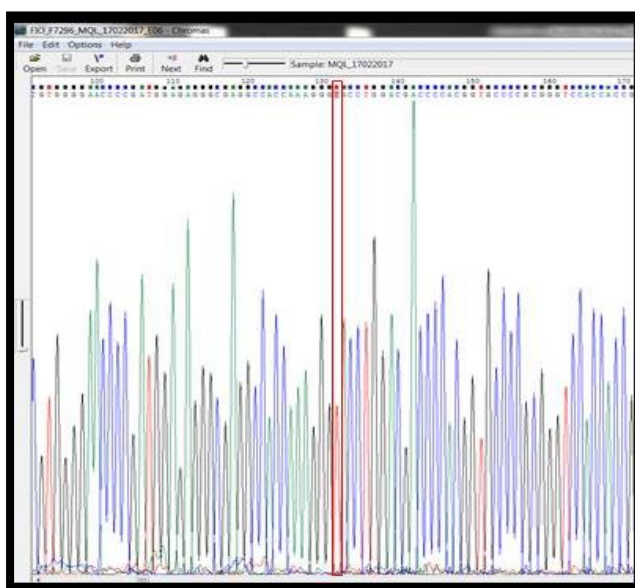 FIO_F7296_MQL_17022017_E06 - Chromas
File Edit Options Help
Open Save Export Print Next Find Sample: MQL_17022017
100 110 120 130 140 150 160 170